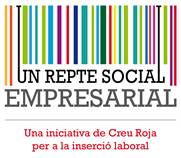 UN REPTE SOCIAL
EMPRESARIAL
Una iniciativa de Creu Roja
per a la inserció laboral